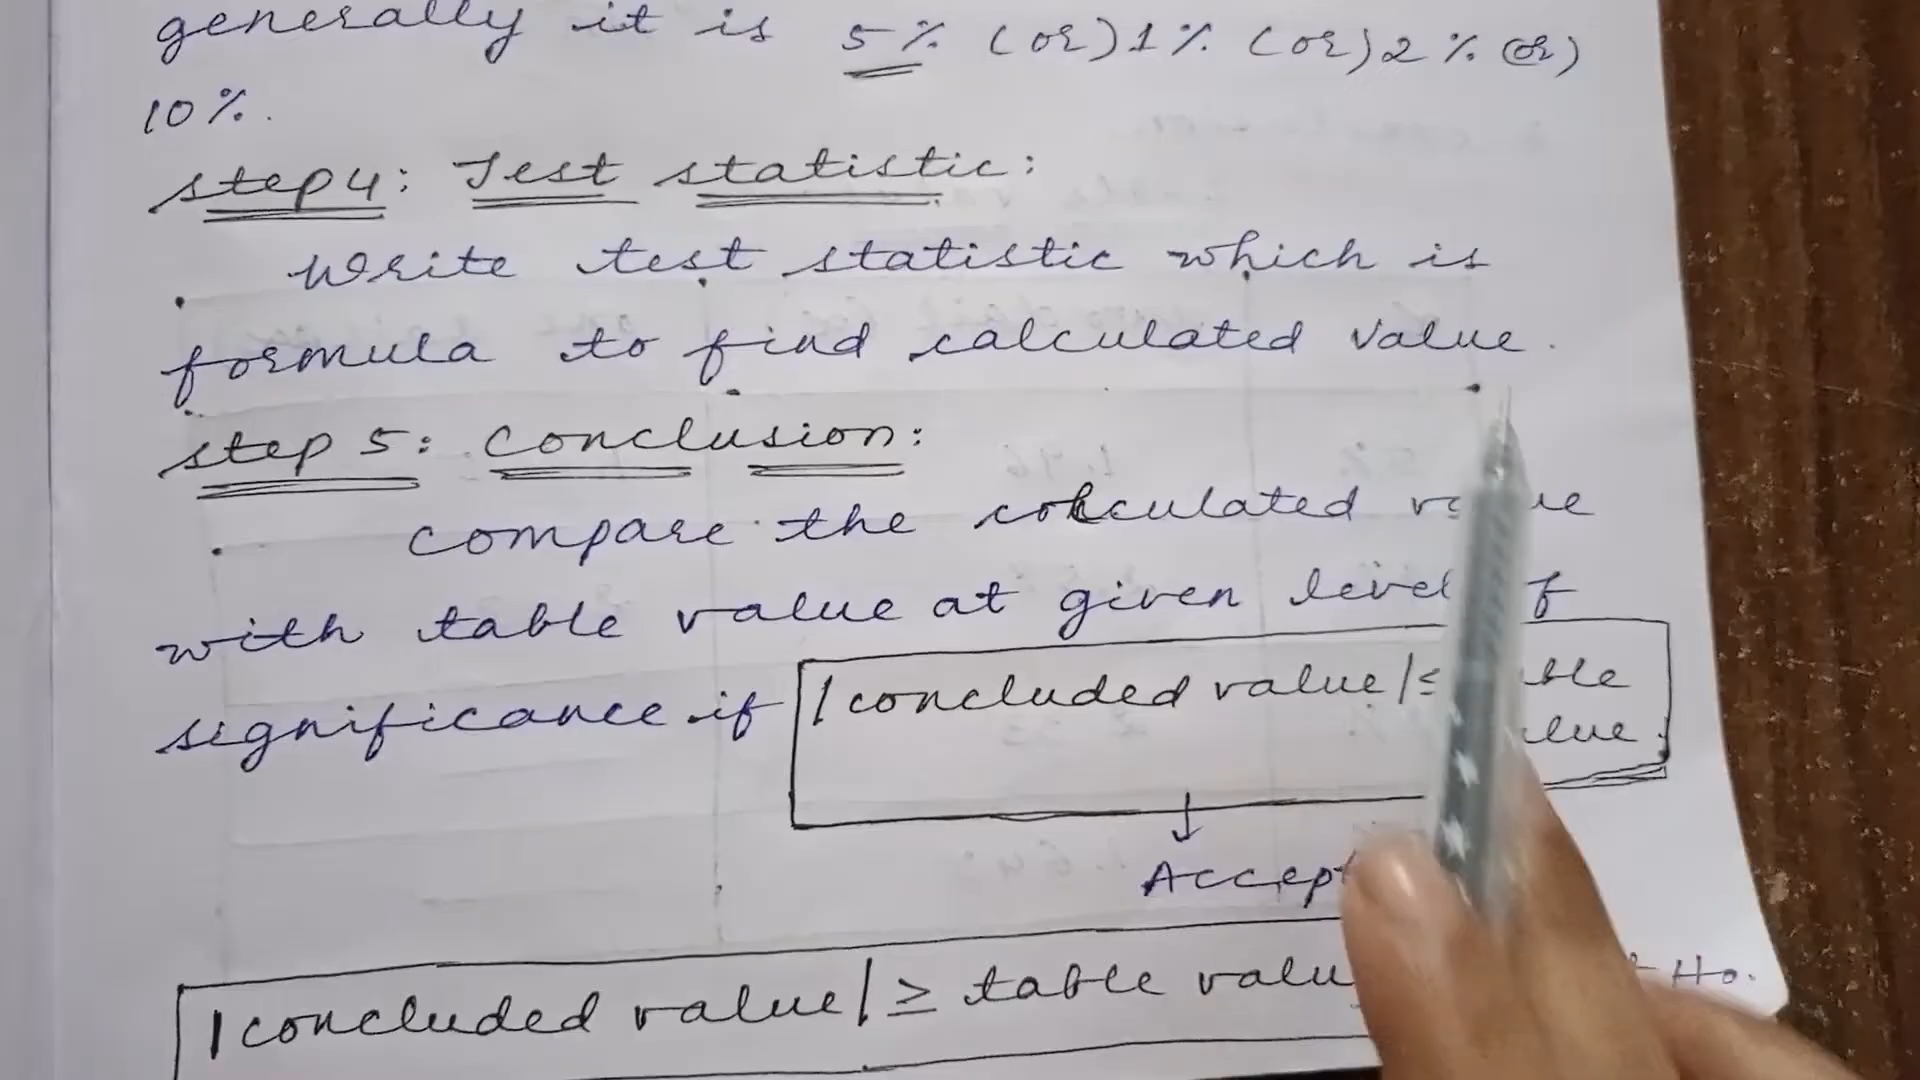 generally it is 5% (or) 1% (or) 2% (or)
10%.
step 4: Test statistic:
Write test statistic which is
formula to find calculated value.
step 5: Conclusion:
compare the calculated
with table value at given level
significance if |concluded value| ≤
Accept
|concluded value| ≥ table Ho.